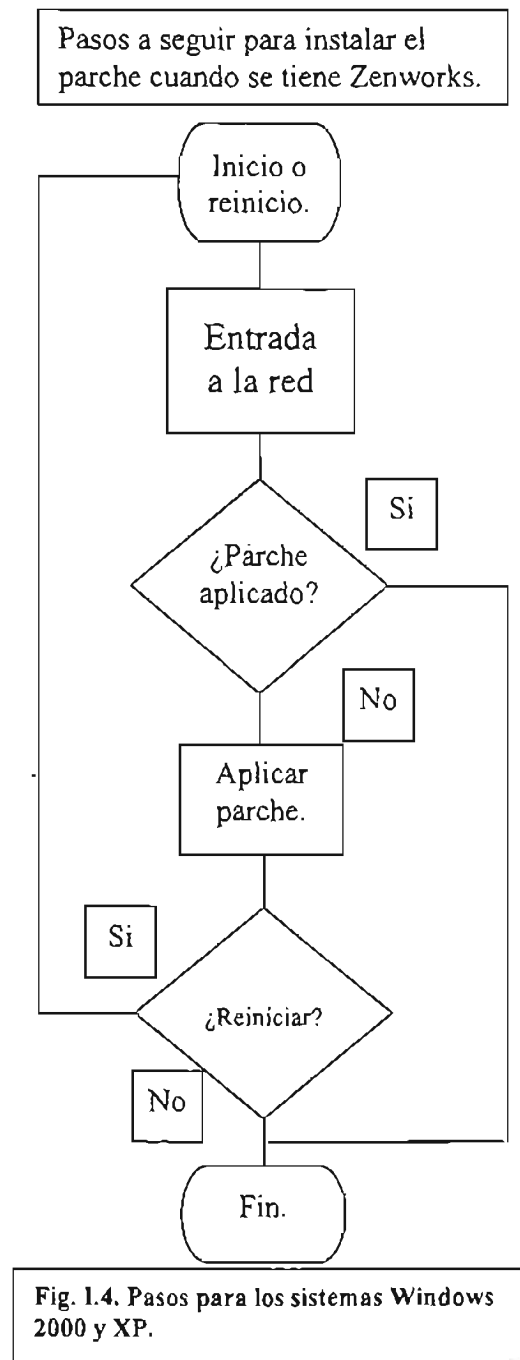 Pasos a seguir para instalar el
parche cuando se tiene Zenworks.
Inicio o
reinicio.
Entrada
a la red
Sí
¿Parche
aplicado?
No
Aplicar
parche.
Si
¿Reiniciar?
No
Fin.
Fig. 1.4. Pasos para los sistemas Windows
2000 y XP.